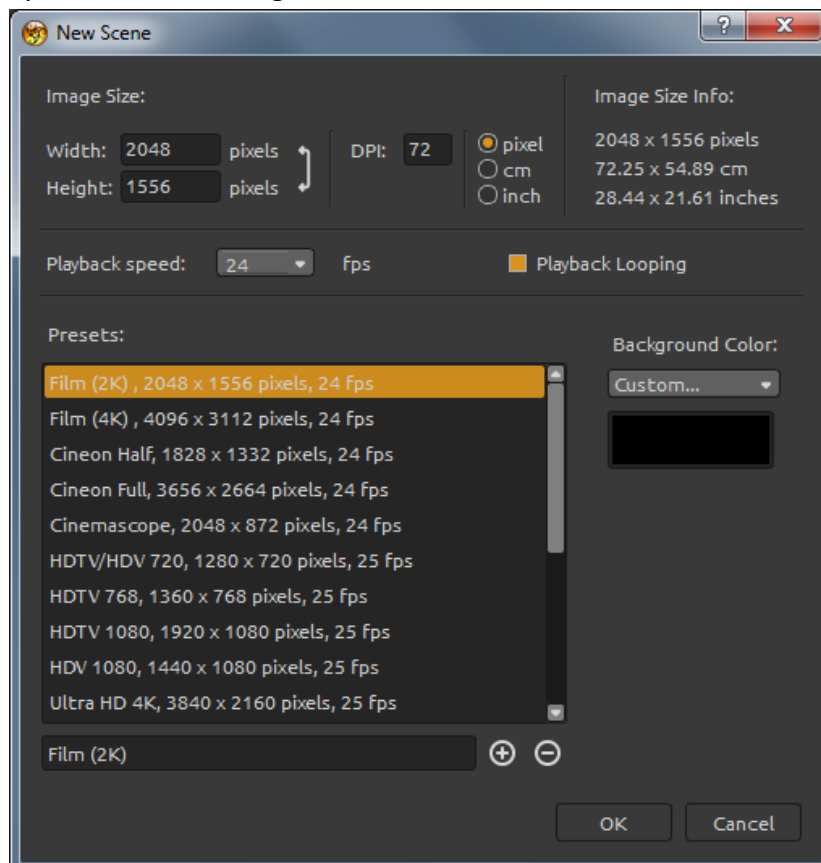 New Scene
?
X
Image Size:
Image Size Info:
Width: 2048 pixels
DPI: 72
pixel
2048 x 1556 pixels
cm
72.25 x 54.89 cm
Height: 1556 pixels
inch
28.44 x 21.61 inches
Playback speed: 24 fps
Playback Looping
Presets:
Background Color:
Film (2K) , 2048 x 1556 pixels, 24 fps
Custom...
Film (4K) , 4096 x 3112 pixels, 24 fps
Cineon Half, 1828 x 1332 pixels, 24 fps
Cineon Full, 3656 x 2664 pixels, 24 fps
Cinemascope, 2048 x 872 pixels, 24 fps
HDTV/HDV 720, 1280 x 720 pixels, 25 fps
HDTV 768, 1360 x 768 pixels, 25 fps
HDTV 1080, 1920 x 1080 pixels, 25 fps
HDV 1080, 1440 x 1080 pixels, 25 fps
Ultra HD 4K, 3840 x 2160 pixels, 25 fps
Film (2K)
OK
Cancel